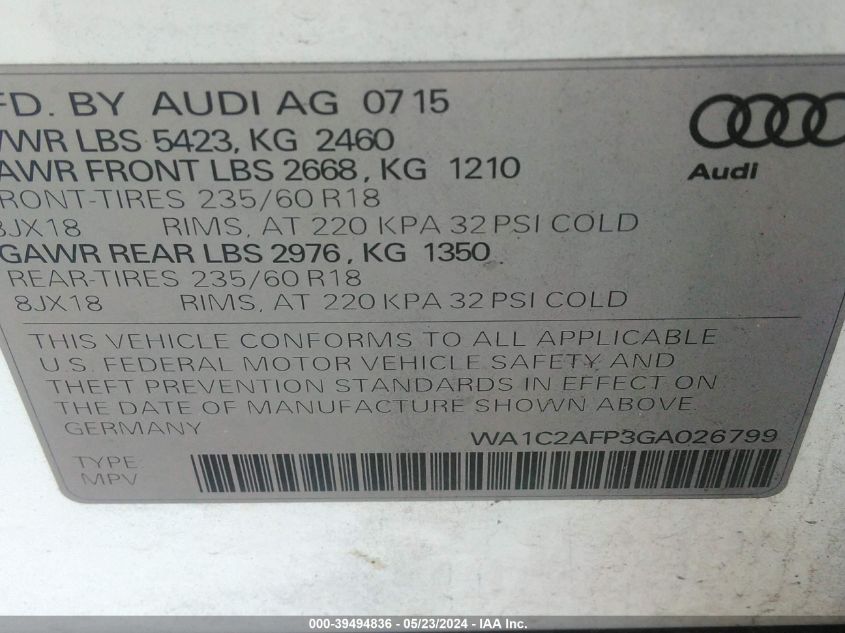 FD. BY AUDI AG 07 15
VWR LBS 5423, KG 2460
AWR FRONT LBS 2668, KG 1210
RONT-TIRES 235/60 R18
8JX18 RIMS, AT 220 KPA 32 PSI COLD
GAWR REAR LBS 2976, KG 1350
REAR-TIRES 235/60 R18
8JX18 RIMS, AT 220 KPA 32 PSI COLD
Audi
THIS VEHICLE CONFORMS TO ALL APPLICABLE
U.S. FEDERAL MOTOR VEHICLE SAFETY AND
THEFT PREVENTION STANDARDS IN EFFECT ON
THE DATE OF MANUFACTURE SHOWN ABOVE.
GERMANY WA1C2AFP3GA026799
TYPE:
MPV
000-39494836 - 05/23/2024 - IAA Inc.